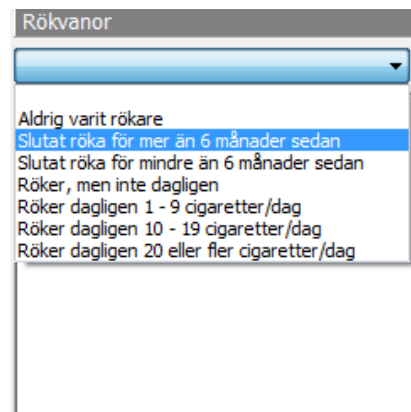 Rökvanor
Aldrig varit rökare
Slutat röka för mer än 6 månader sedan
Slutat röka för mindre än 6 månader sedan
Röker, men inte dagligen
Röker dagligen 1 - 9 cigaretter/dag
Röker dagligen 10 - 19 cigaretter/dag
Röker dagligen 20 eller fler cigaretter/dag